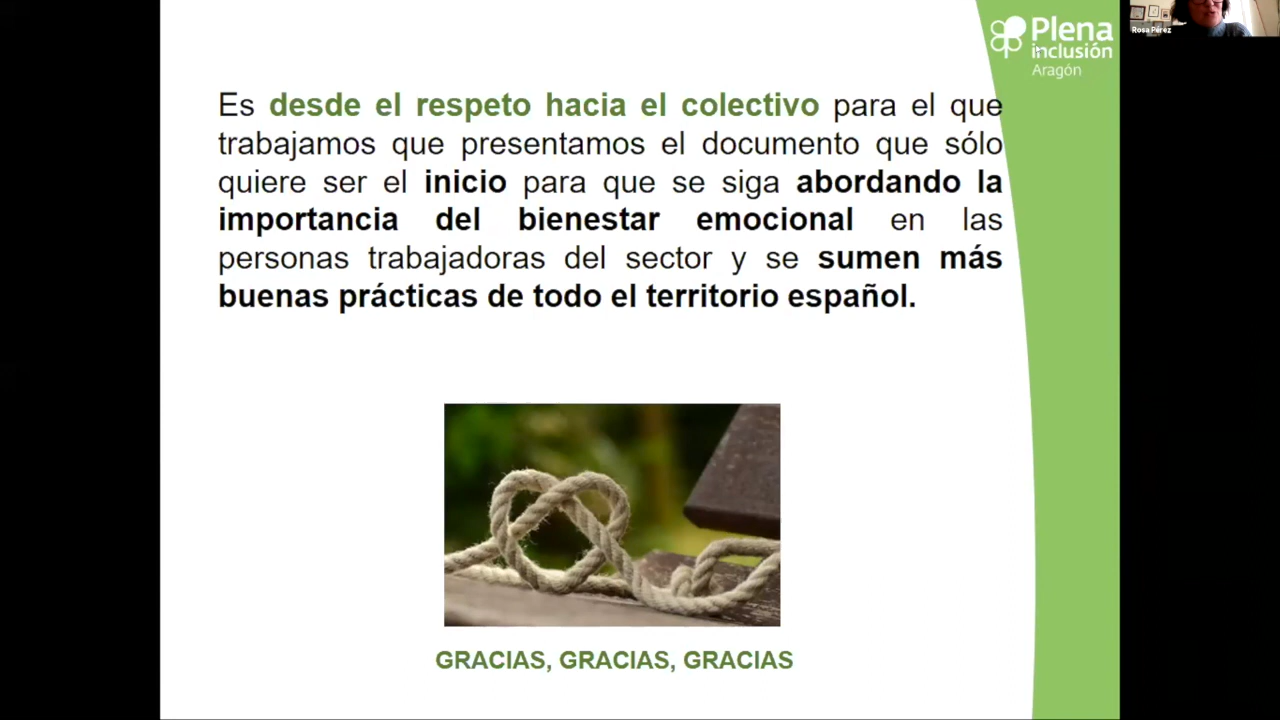 Plena
inclusión
Aragón
Rosa Pérez
Es desde el respeto hacia el colectivo para el que
trabajamos que presentamos el documento que sólo
quiere ser el inicio para que se siga abordando la
importancia del bienestar emocional en las
personas trabajadoras del sector y se sumen más
buenas prácticas de todo el territorio español.
GRACIAS, GRACIAS, GRACIAS